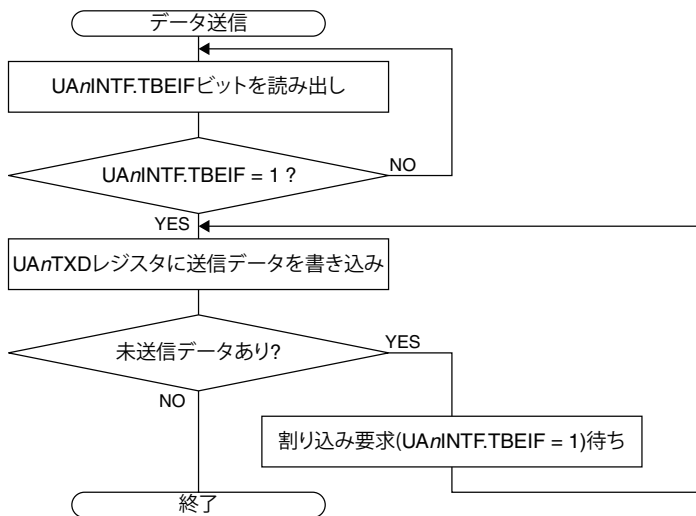 データ送信
UAnINTF.TBEIFビットを読み出し
UAnINTF.TBEIF = 1 ?
NO
YES
UAnTXDレジスタに送信データを書き込み
未送信データあり?
YES
NO
割り込み要求(UAnINTF.TBEIF = 1)待ち
終了